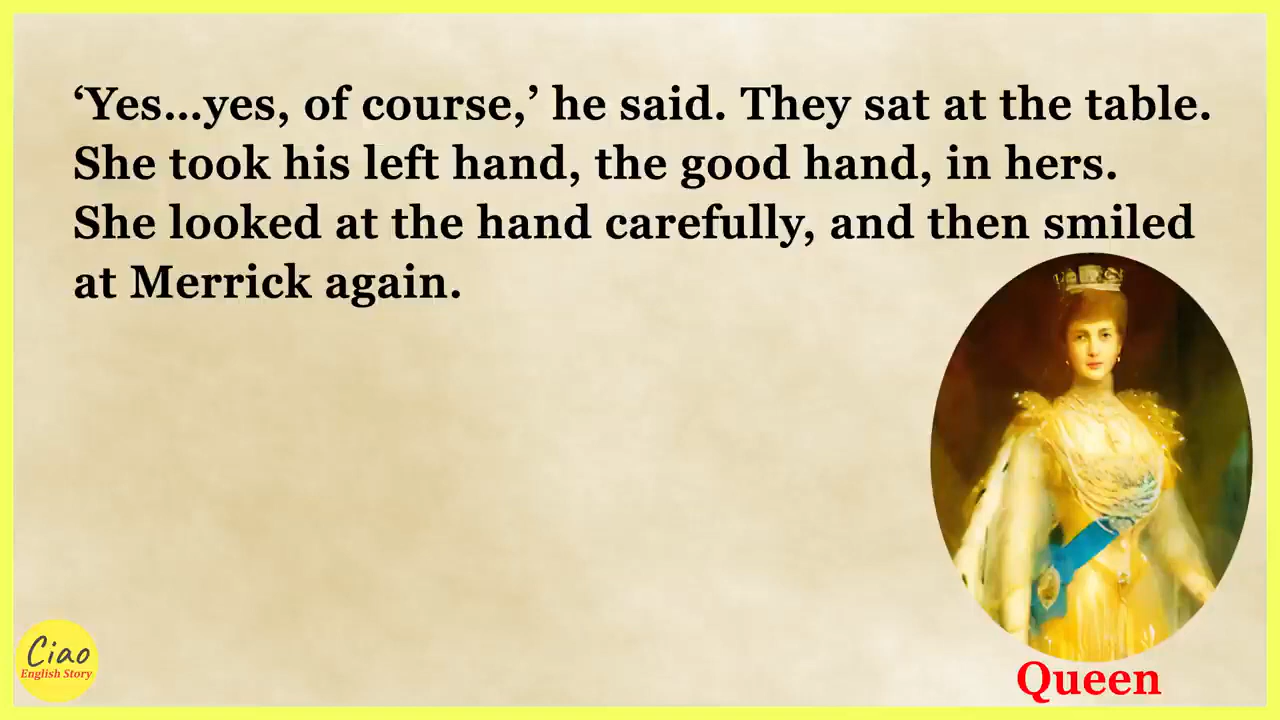 ‘Yes...yes, of course,’ he said. They sat at the table.
She took his left hand, the good hand, in hers.
She looked at the hand carefully, and then smiled
at Merrick again.
Queen
Ciao
English Story